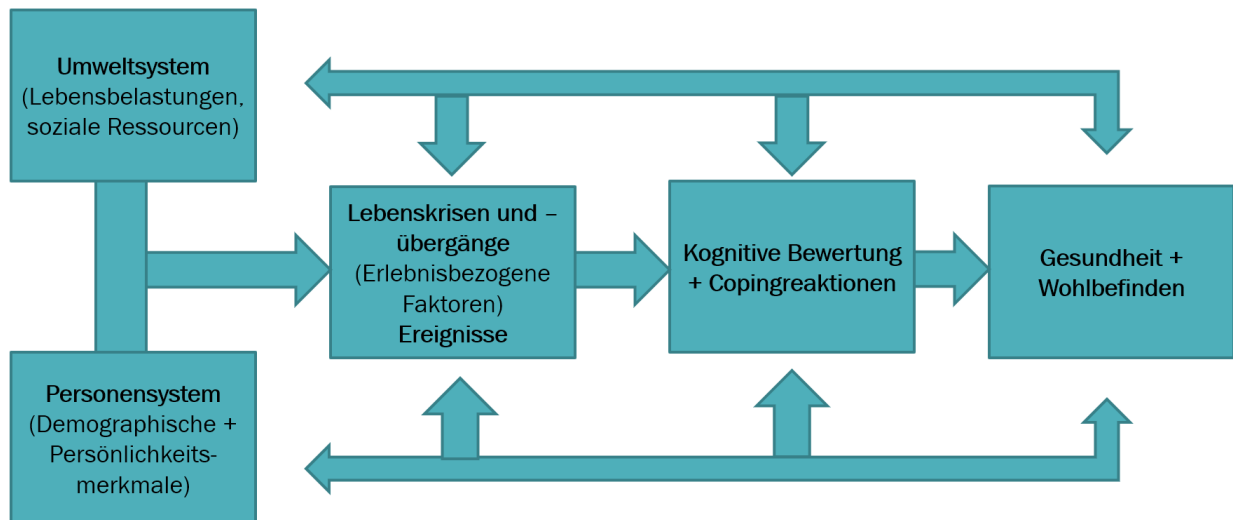 Umweltsystem
(Lebensbelastungen,
soziale Ressourcen)
Lebenskrisen und –
übergänge
(Erlebnisbezogene
Faktoren)
Ereignisse
Kognitive Bewertung
+ Copingreaktionen
Gesundheit +
Wohlbefinden
Personensystem
(Demographische +
Persönlichkeits-
merkmale)